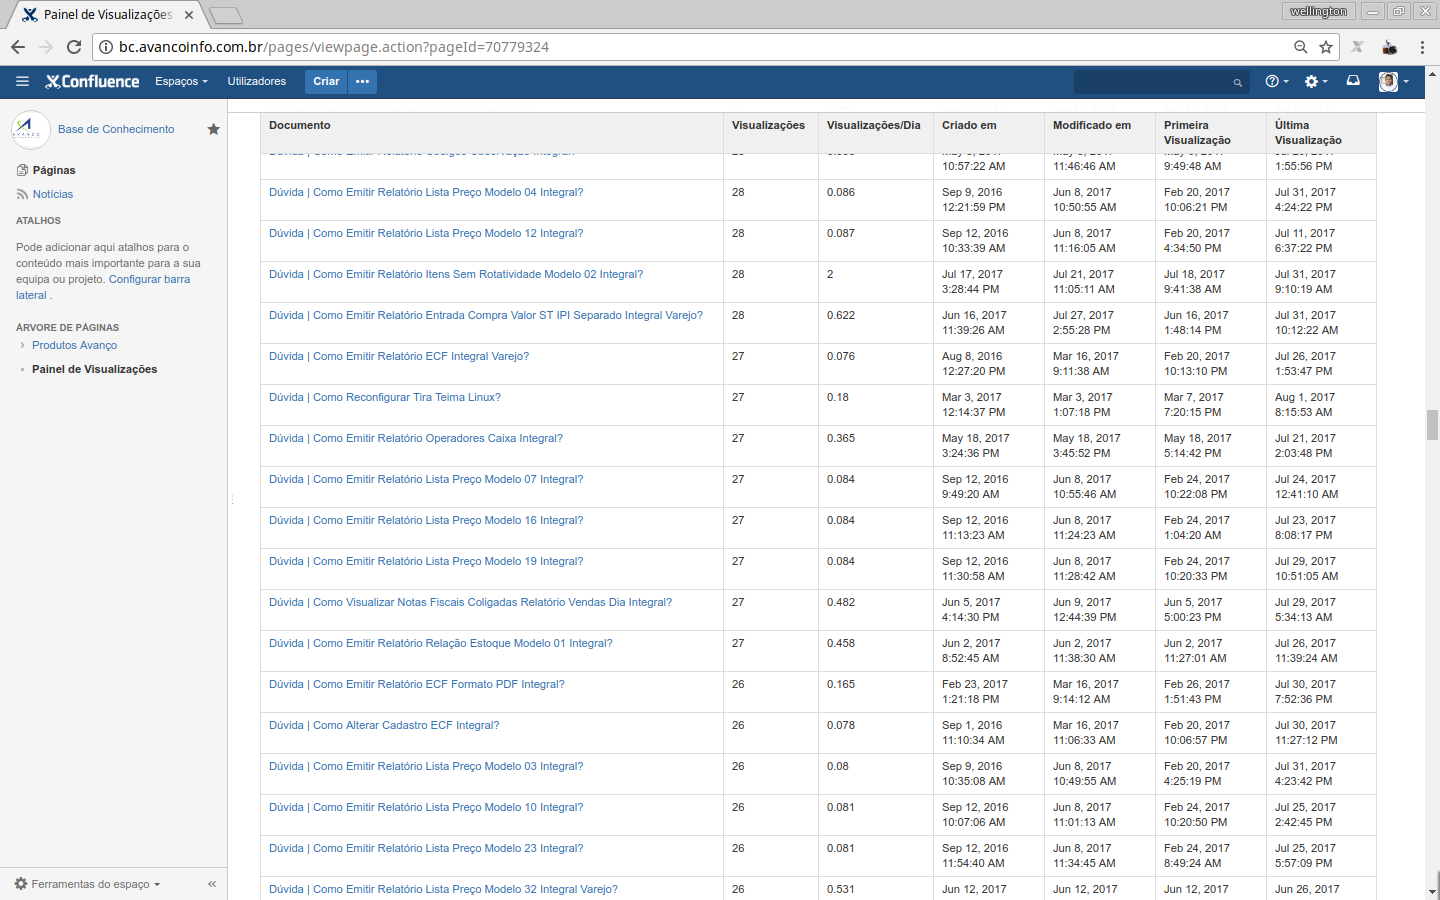 Painel de Visualizações
wellington
bc.avancoinfo.com.br/pages/viewpage.action?pageId=70779324
Confluence Espaços Utilizadores Criar •••
Base de Conhecimento
Páginas
Notícias
ATALHOS
Pode adicionar aqui atalhos para o
conteúdo mais importante para a sua
equipa ou projeto. Configurar barra
lateral .
ÁRVORE DE PÁGINAS
Produtos Avanço
Painel de Visualizações
Ferramentas do espaço
Documento Visualizações Visualizações/Dia Criado em Modificado em Primeira Última
Visualização Visualização
10:57:22 AM 11:46:46 AM 9:49:48 AM 1:55:56 PM
Dúvida | Como Emitir Relatório Lista Preço Modelo 04 Integral? 28 0.086 Sep 9, 2016 Jun 8, 2017 Feb 20, 2017 Jul 31, 2017
12:21:59 PM 10:50:55 AM 10:06:21 PM 4:24:22 PM
Dúvida | Como Emitir Relatório Lista Preço Modelo 12 Integral? 28 0.087 Sep 12, 2016 Jun 8, 2017 Feb 20, 2017 Jul 11, 2017
10:33:39 AM 11:16:05 AM 4:34:50 PM 6:37:22 PM
Dúvida | Como Emitir Relatório Itens Sem Rotatividade Modelo 02 Integral? 28 2 Jul 17, 2017 Jul 21, 2017 Jul 18, 2017 Jul 31, 2017
3:28:44 PM 11:05:11 AM 9:41:38 AM 9:10:19 AM
Dúvida | Como Emitir Relatório Entrada Compra Valor ST IPI Separado Integral Varejo? 28 0.622 Jun 16, 2017 Jul 27, 2017 Jun 16, 2017 Jul 31, 2017
11:39:26 AM 2:55:28 PM 1:48:14 PM 10:12:22 AM
Dúvida | Como Emitir Relatório ECF Integral Varejo? 27 0.076 Aug 8, 2016 Mar 16, 2017 Feb 20, 2017 Jul 26, 2017
12:27:20 PM 9:11:38 AM 10:13:10 PM 1:53:47 PM
Dúvida | Como Reconfigurar Tira Teima Linux? 27 0.18 Mar 3, 2017 Mar 3, 2017 Mar 7, 2017 Aug 1, 2017
12:14:37 PM 1:07:18 PM 7:20:15 PM 8:15:53 AM
Dúvida | Como Emitir Relatório Operadores Caixa Integral? 27 0.365 May 18, 2017 May 18, 2017 May 18, 2017 Jul 21, 2017
3:24:36 PM 3:45:52 PM 5:14:42 PM 2:03:48 PM
Dúvida | Como Emitir Relatório Lista Preço Modelo 07 Integral? 27 0.084 Sep 12, 2016 Jun 8, 2017 Feb 24, 2017 Jul 24, 2017
9:49:20 AM 10:55:46 AM 10:22:08 PM 12:41:10 AM
Dúvida | Como Emitir Relatório Lista Preço Modelo 16 Integral? 27 0.084 Sep 12, 2016 Jun 8, 2017 Feb 24, 2017 Jul 23, 2017
11:13:23 AM 11:24:23 AM 1:04:20 AM 8:08:17 PM
Dúvida | Como Emitir Relatório Lista Preço Modelo 19 Integral? 27 0.084 Sep 12, 2016 Jun 8, 2017 Feb 24, 2017 Jul 29, 2017
11:30:58 AM 11:28:42 AM 10:20:33 PM 10:51:05 AM
Dúvida | Como Visualizar Notas Fiscais Coligadas Relatório Vendas Dia Integral? 27 0.482 Jun 5, 2017 Jun 9, 2017 Jun 5, 2017 Jul 29, 2017
4:14:30 PM 12:44:39 PM 5:00:23 PM 5:34:13 AM
Dúvida | Como Emitir Relatório Relação Estoque Modelo 01 Integral? 27 0.458 Jun 2, 2017 Jun 2, 2017 Jun 2, 2017 Jul 26, 2017
8:52:45 AM 11:38:30 AM 11:27:01 AM 11:39:24 AM
Dúvida | Como Emitir Relatório ECF Formato PDF Integral? 26 0.165 Feb 23, 2017 Mar 16, 2017 Feb 26, 2017 Jul 30, 2017
1:21:18 PM 9:14:12 AM 1:51:43 PM 7:52:36 PM
Dúvida | Como Alterar Cadastro ECF Integral? 26 0.078 Sep 1, 2016 Mar 16, 2017 Feb 20, 2017 Jul 30, 2017
11:10:34 AM 11:06:33 AM 10:06:57 PM 11:27:12 PM
Dúvida | Como Emitir Relatório Lista Preço Modelo 03 Integral? 26 0.08 Sep 9, 2016 Jun 8, 2017 Feb 20, 2017 Jul 31, 2017
10:35:08 AM 10:49:55 AM 4:25:19 PM 4:23:42 PM
Dúvida | Como Emitir Relatório Lista Preço Modelo 10 Integral? 26 0.081 Sep 12, 2016 Jun 8, 2017 Feb 24, 2017 Jul 25, 2017
10:07:06 AM 11:01:13 AM 10:20:50 PM 2:42:45 PM
Dúvida | Como Emitir Relatório Lista Preço Modelo 23 Integral? 26 0.081 Sep 12, 2016 Jun 8, 2017 Feb 24, 2017 Jul 25, 2017
11:54:40 AM 11:34:45 AM 8:49:24 AM 5:57:09 PM
Dúvida | Como Emitir Relatório Lista Preço Modelo 32 Integral Varejo? 26 0.531 Jun 12, 2017 Jun 12, 2017 Jun 12, 2017 Jun 26, 2017